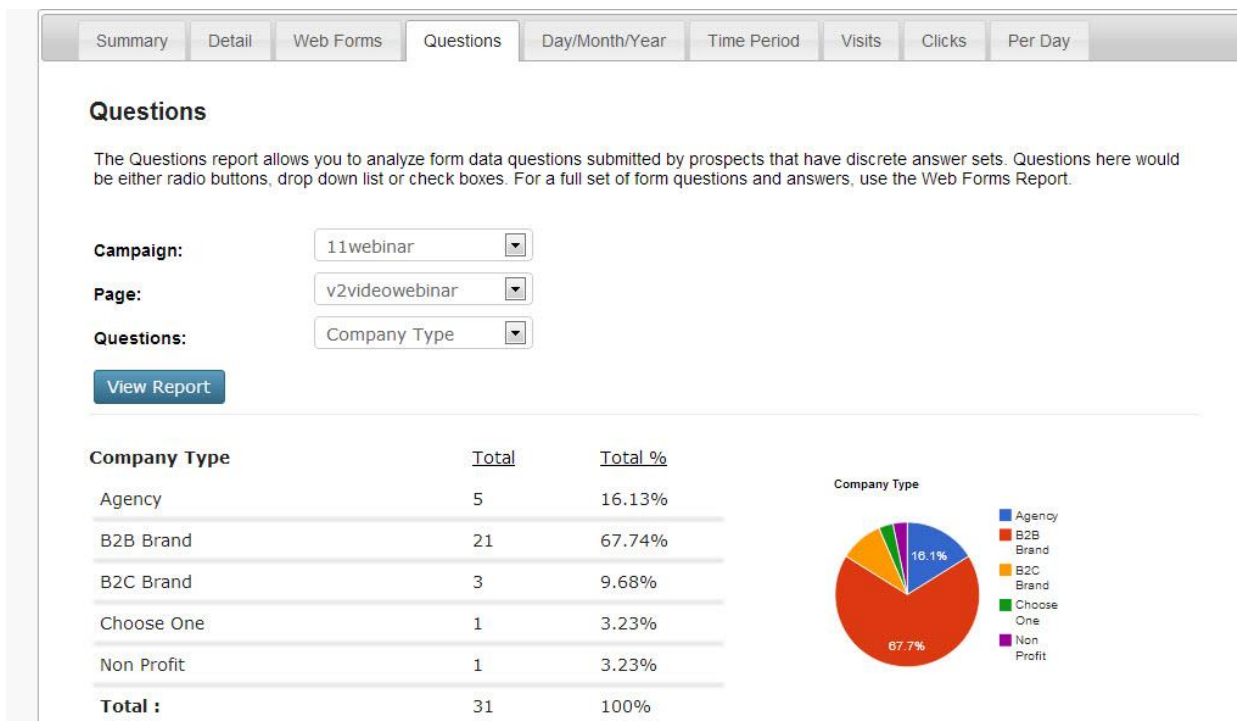 Summary Detail Web Forms Questions Day/Month/Year Time Period Visits Clicks Per Day
Questions
The Questions report allows you to analyze form data questions submitted by prospects that have discrete answer sets. Questions here would
be either radio buttons, drop down list or check boxes. For a full set of form questions and answers, use the Web Forms Report.
Campaign: 11webinar
Page: v2videowebinar
Questions: Company Type
View Report
Company Type Total Total %
Agency 5 16.13%
B2B Brand 21 67.74%
B2C Brand 3 9.68%
Choose One 1 3.23%
Non Profit 1 3.23%
Total : 31 100%
Company Type
16.1%
67.7%
Agency
B2B
Brand
B2C
Brand
Choose
One
Non
Profit